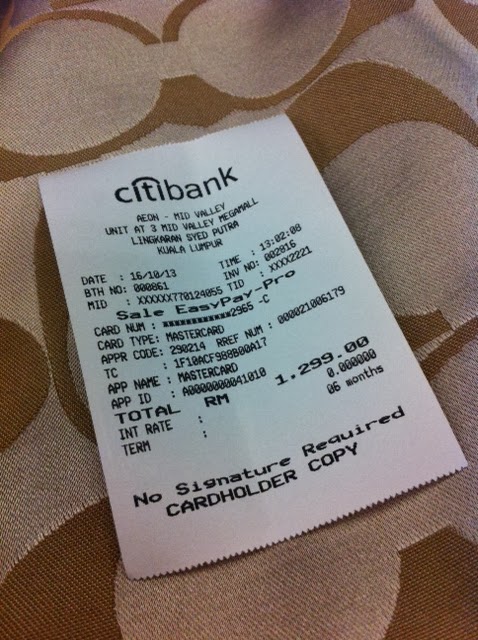 citibank
AEON - MID VALLEY
UNIT AT 3 MID VALLEY MEGAMALL
LINGKARAN SYED PUTRA
KUALA LUMPUR
DATE : 16/10/13 TIME : 13:02:08
BTH NO: 000861 INV NO: 002816
MID : XXXXXX770124055 TID : XXXX2221
Sale EasyPay-Pro
CARD NUM : XXXXXXXXXXXX2965 -C
CARD TYPE: MASTERCARD
APPR CODE: 290214 RREF NUM : 000021006179
TC : 1F10ACF988B00A17
APP NAME : MASTERCARD
APP ID : A0000000041010
TOTAL RM 1,299.00
INT RATE : 0.000000
TERM : 06 months
No Signature Required
CARDHOLDER COPY